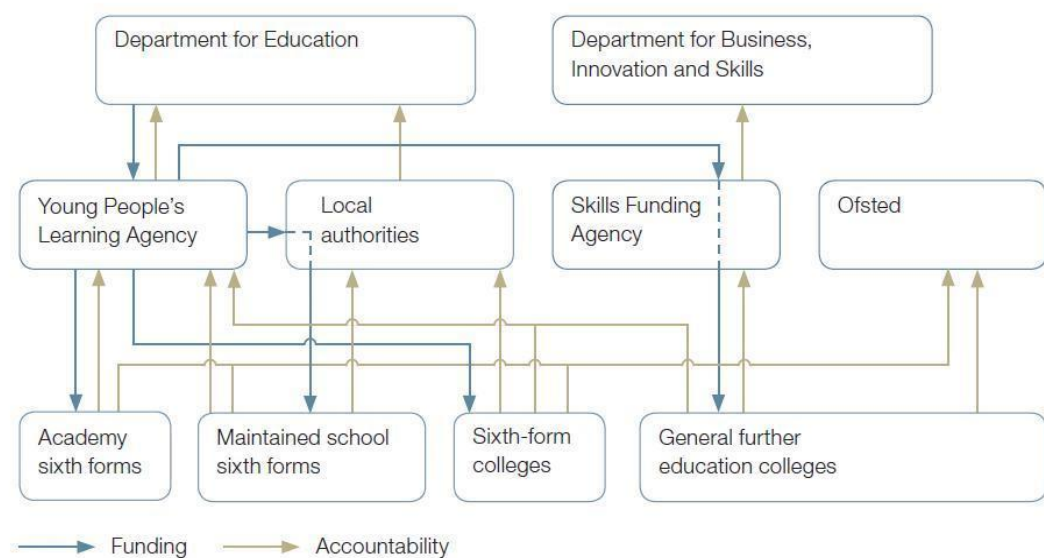 Department for Education
Department for Business,
Innovation and Skills
Young People's
Learning Agency
Local
authorities
Skills Funding
Agency
Ofsted
Academy
sixth forms
Maintained school
sixth forms
Sixth-form
colleges
General further
education colleges
Funding
Accountability